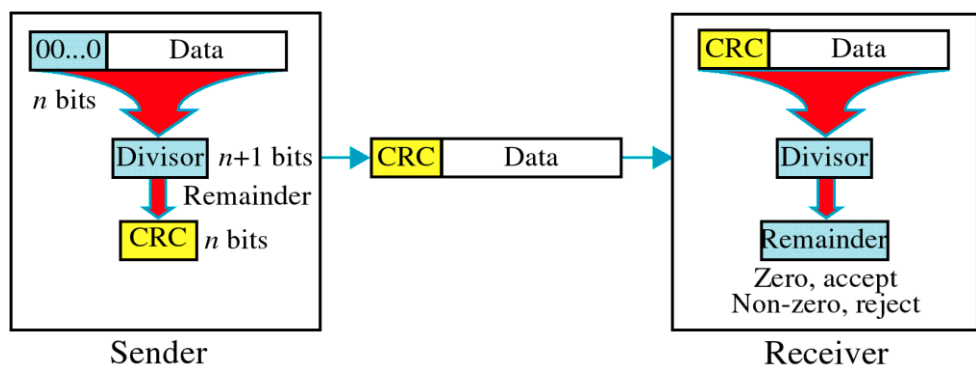 00...0 Data
n bits
Divisor n+1 bits
Remainder
CRC n bits
Sender
CRC Data
CRC Data
Divisor
Remainder
Zero, accept
Non-zero, reject
Receiver